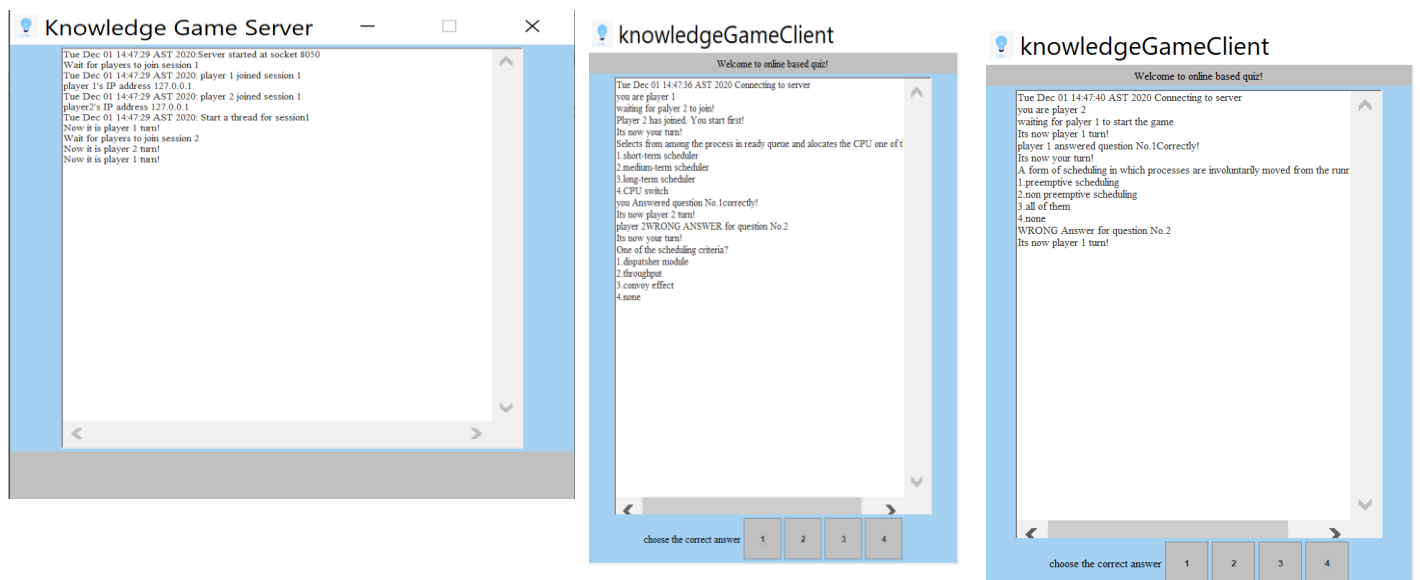 Knowledge Game Server
Tue Dec 01 14:47:29 AST 2020:Server started at socket 8050
Wait for players to join session 1
Tue Dec 01 14:47:29 AST 2020: player 1 joined session 1
player 1's IP address 127.0.0.1
Tue Dec 01 14:47:29 AST 2020: player 2 joined session 1
player2's IP address 127.0.0.1
Tue Dec 01 14:47:29 AST 2020: Start a thread for session1
Now it is player 1 turn!
Wait for players to join session 2
Now it is player 2 turn!
Now it is player 1 turn!
knowledgeGameClient
Welcome to online based quiz!
Tue Dec 01 14:47:36 AST 2020 Connecting to server
you are player 1
waiting for palyer 2 to join!
Player 2 has joined. You start first!
Its now your turn!
Selects from among the process in ready queue and alocates the CPU one of t
1.short-term scheduler
2.medium-term scheduler
3.long-term scheduler
4.CPU switch
you Answered question No.1correctly!
Its now player 2 turn!
player 2WRONG ANSWER for question No.2
Its now your turn!
One of the scheduling criteria?
1.dispatsher module
2.throughput
3.convoy effect
4.none
choose the correct answer 1 2 3 4
knowledgeGameClient
Welcome to online based quiz!
Tue Dec 01 14:47:40 AST 2020 Connecting to server
you are player 2
waiting for palyer 1 to start the game
Its now player 1 turn!
player 1 answered question No.1Correctly!
Its now your turn!
A form of scheduling in which processes are involuntarily moved from the runn
1.preemptive scheduling
2.non preemptive scheduling
3.all of them
4.none
WRONG Answer for question No.2
Its now player 1 turn!
choose the correct answer 1 2 3 4